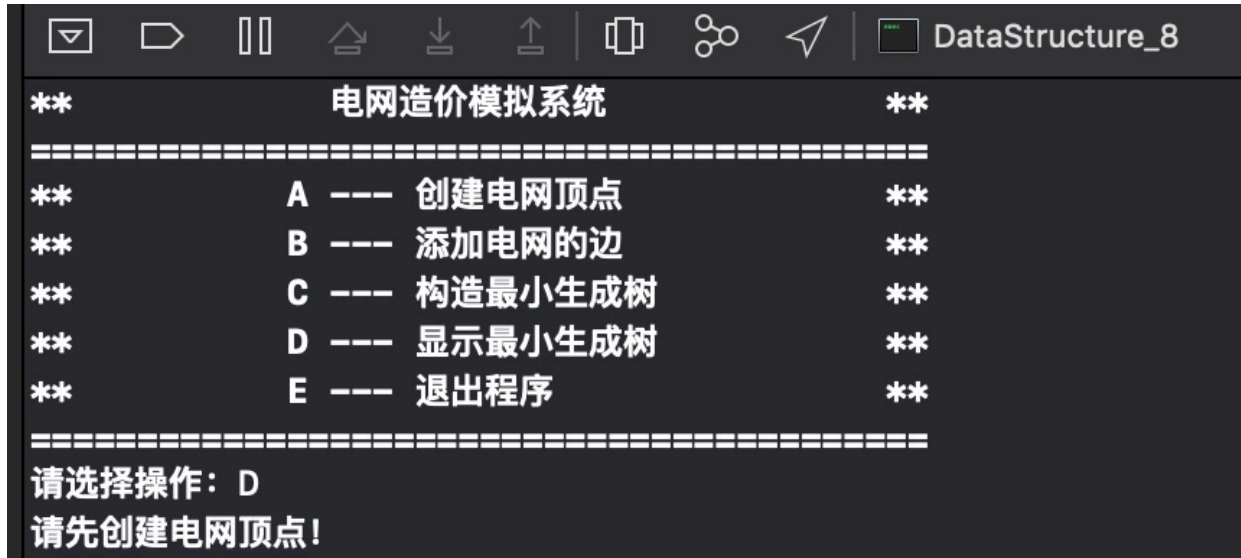 DataStructure_8
** 电网造价模拟系统 **
==========================================
** A --- 创建电网顶点 **
** B --- 添加电网的边 **
** C --- 构造最小生成树 **
** D --- 显示最小生成树 **
** E --- 退出程序 **
==========================================
请选择操作：D
请先创建电网顶点！